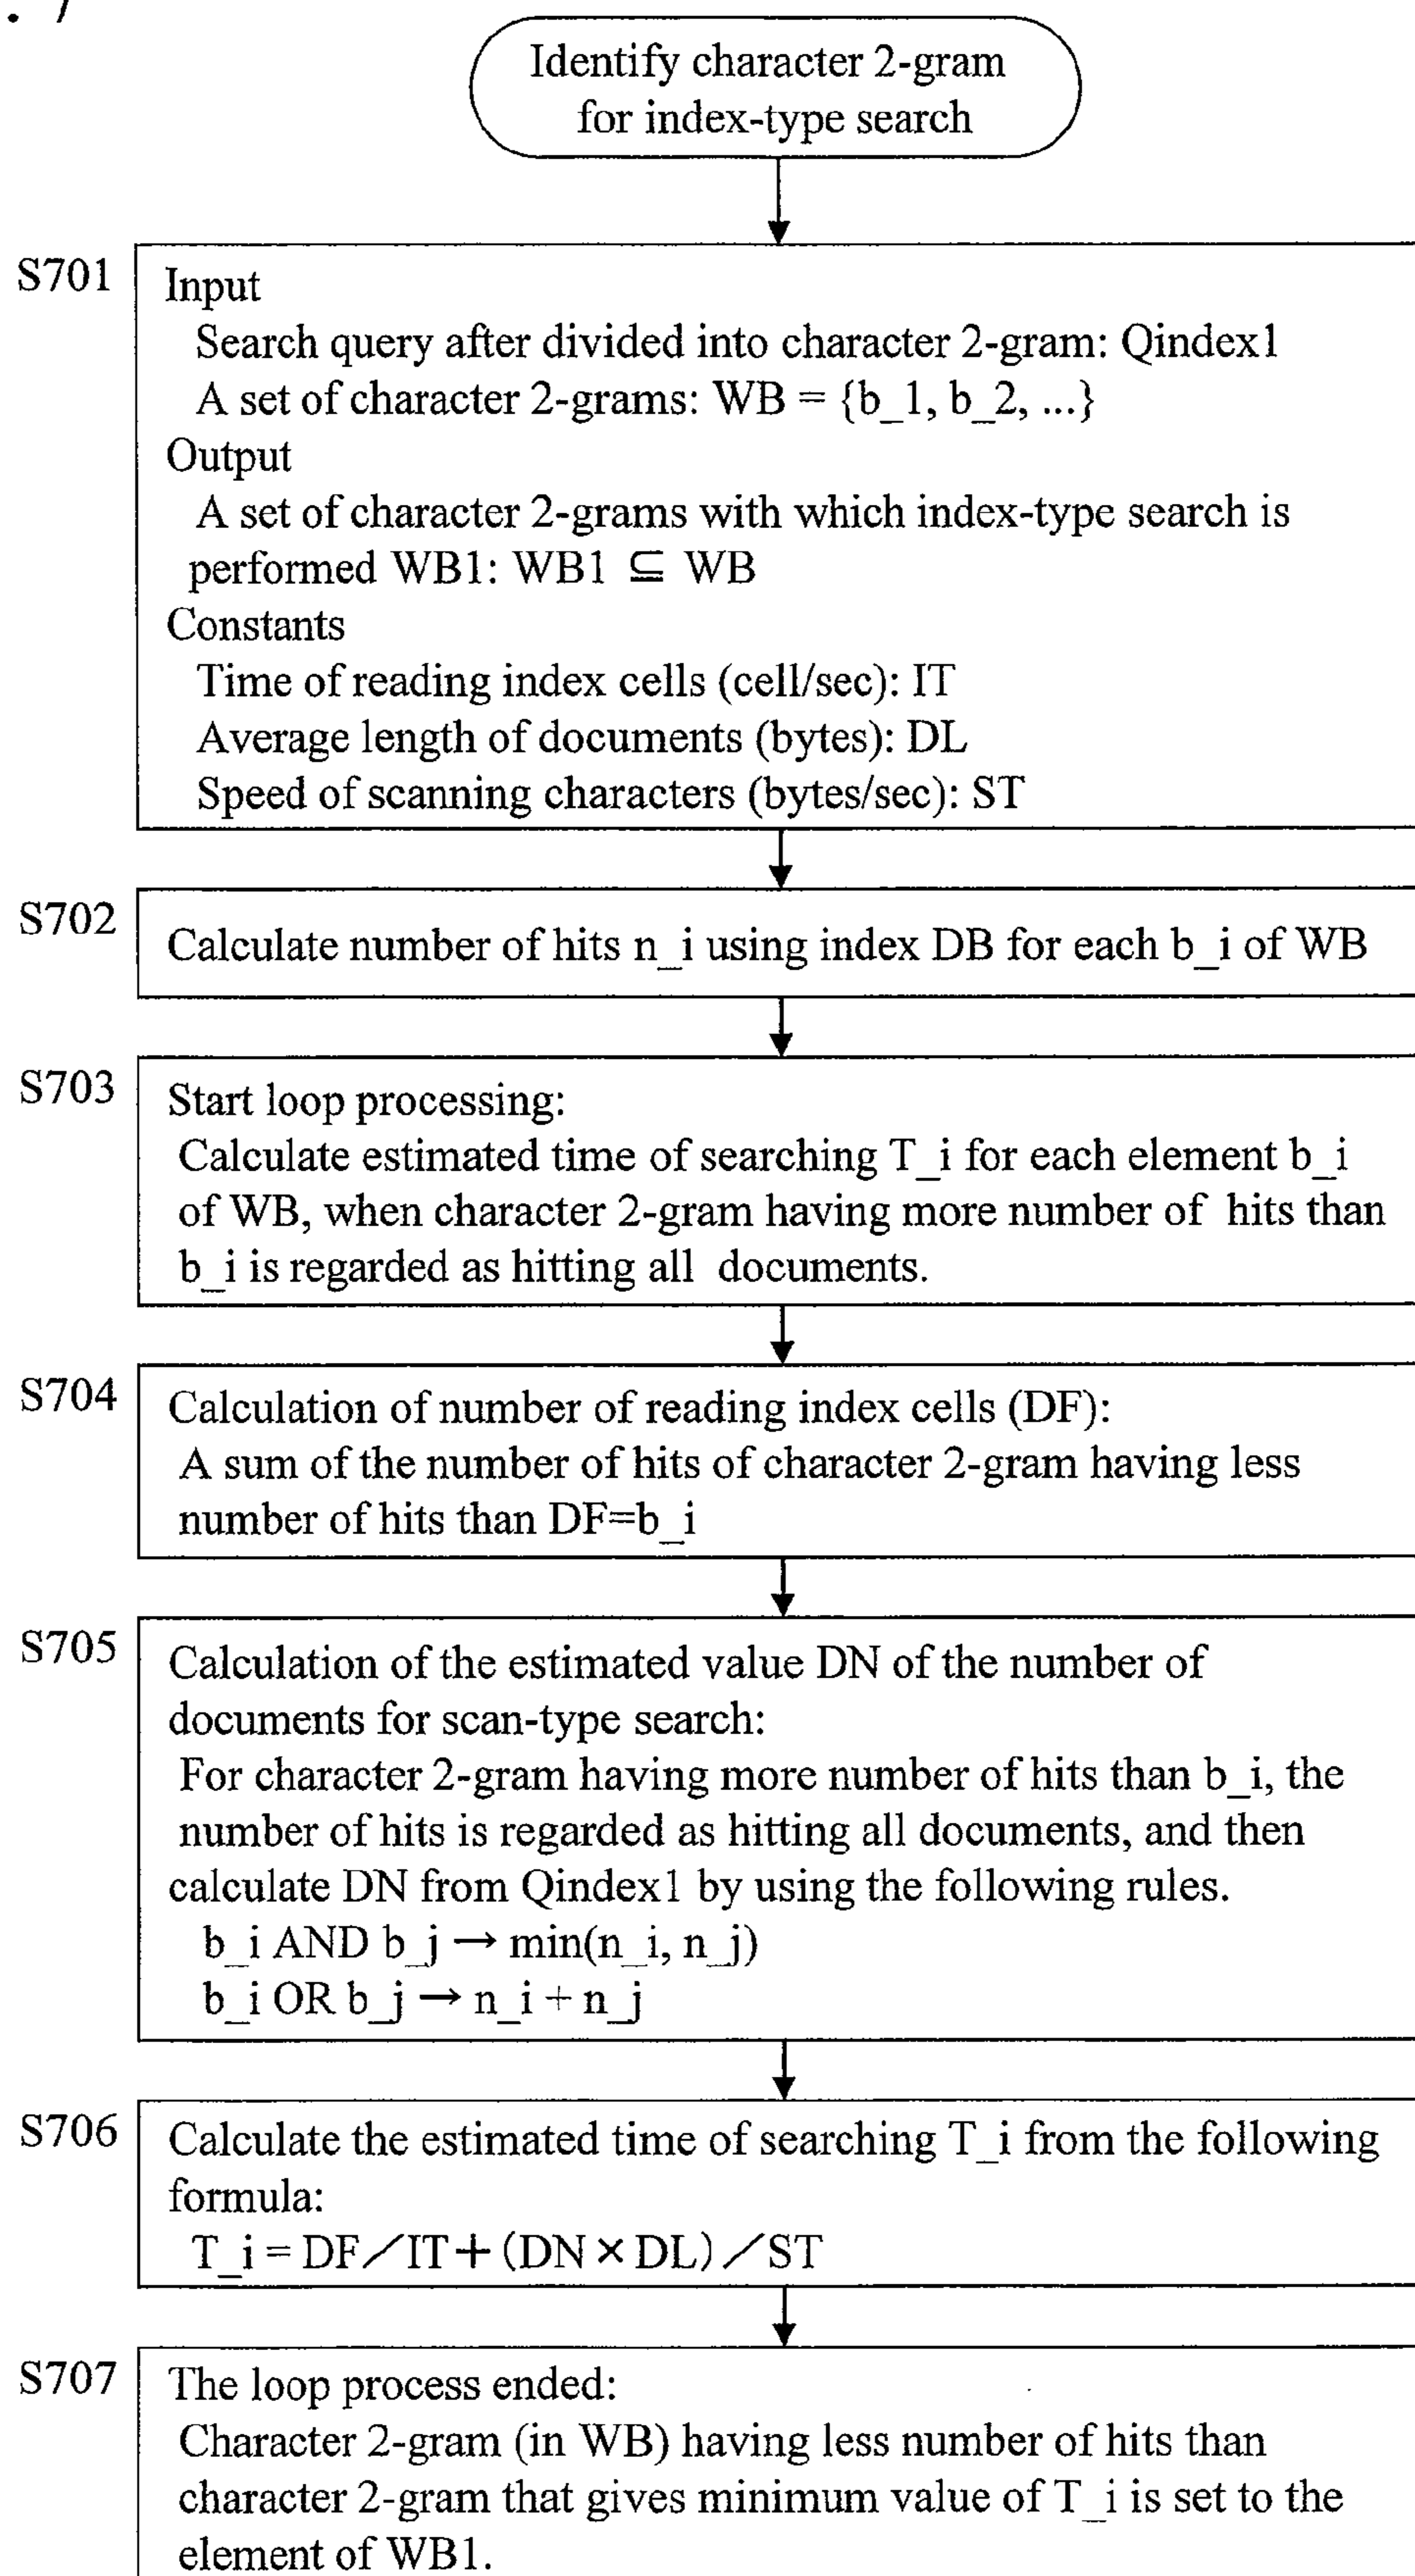 . 7
Identify character 2-gram
for index-type search
S701
Input
Search query after divided into character 2-gram: Qindex1
A set of character 2-grams: WB = {b_1, b_2, ...}
Output
A set of character 2-grams with which index-type search is
performed WB1: WB1 ⊆ WB
Constants
Time of reading index cells (cell/sec): IT
Average length of documents (bytes): DL
Speed of scanning characters (bytes/sec): ST
S702
Calculate number of hits n_i using index DB for each b_i of WB
S703
Start loop processing:
Calculate estimated time of searching T_i for each element b_i
of WB, when character 2-gram having more number of hits than
b_i is regarded as hitting all documents.
S704
Calculation of number of reading index cells (DF):
A sum of the number of hits of character 2-gram having less
number of hits than DF=b_i
S705
Calculation of the estimated value DN of the number of
documents for scan-type search:
For character 2-gram having more number of hits than b_i, the
number of hits is regarded as hitting all documents, and then
calculate DN from Qindex1 by using the following rules.
b_i AND b_j → min(n_i, n_j)
b_i OR b_j → n_i + n_j
S706
Calculate the estimated time of searching T_i from the following
formula:
T_i = DF／IT＋(DN × DL)／ST
S707
The loop process ended:
Character 2-gram (in WB) having less number of hits than
character 2-gram that gives minimum value of T_i is set to the
element of WB1.